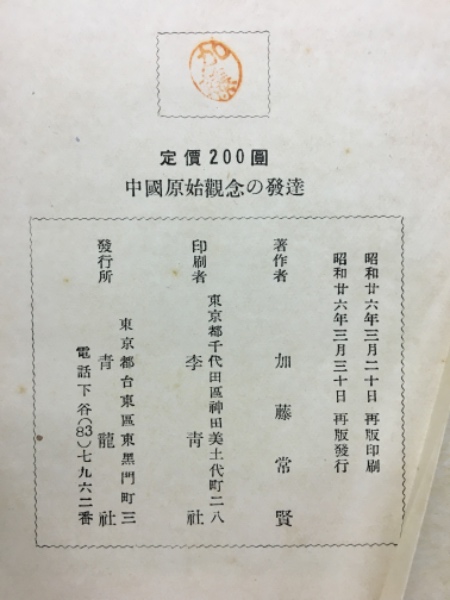 定價200圓
中國原始觀念の發達
昭和廿六年三月二十日 再版印刷
昭和廿六年三月三十日 再版發行
著作者 加藤常賢
東京都千代田區神田美土代町二八
印刷者 李靑社
東京都台東區東黑門町三
發行所 靑龍社
電話下谷(83)七九六二番